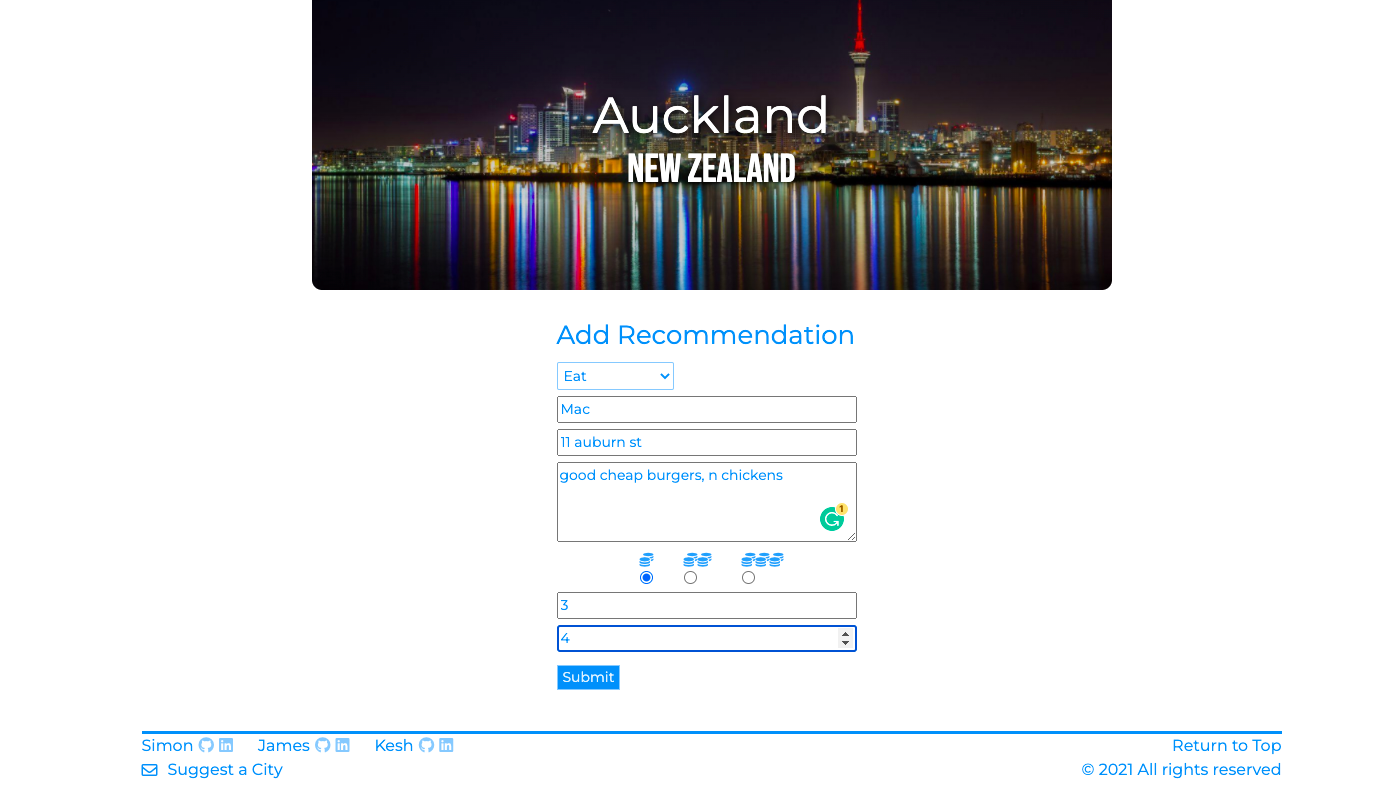 Auckland
NEW ZEALAND
Add Recommendation
Eat
Mac
11 auburn st
good cheap burgers, n chickens
1
3
4
Submit
Simon James Kesh Return to Top
Suggest a City © 2021 All rights reserved